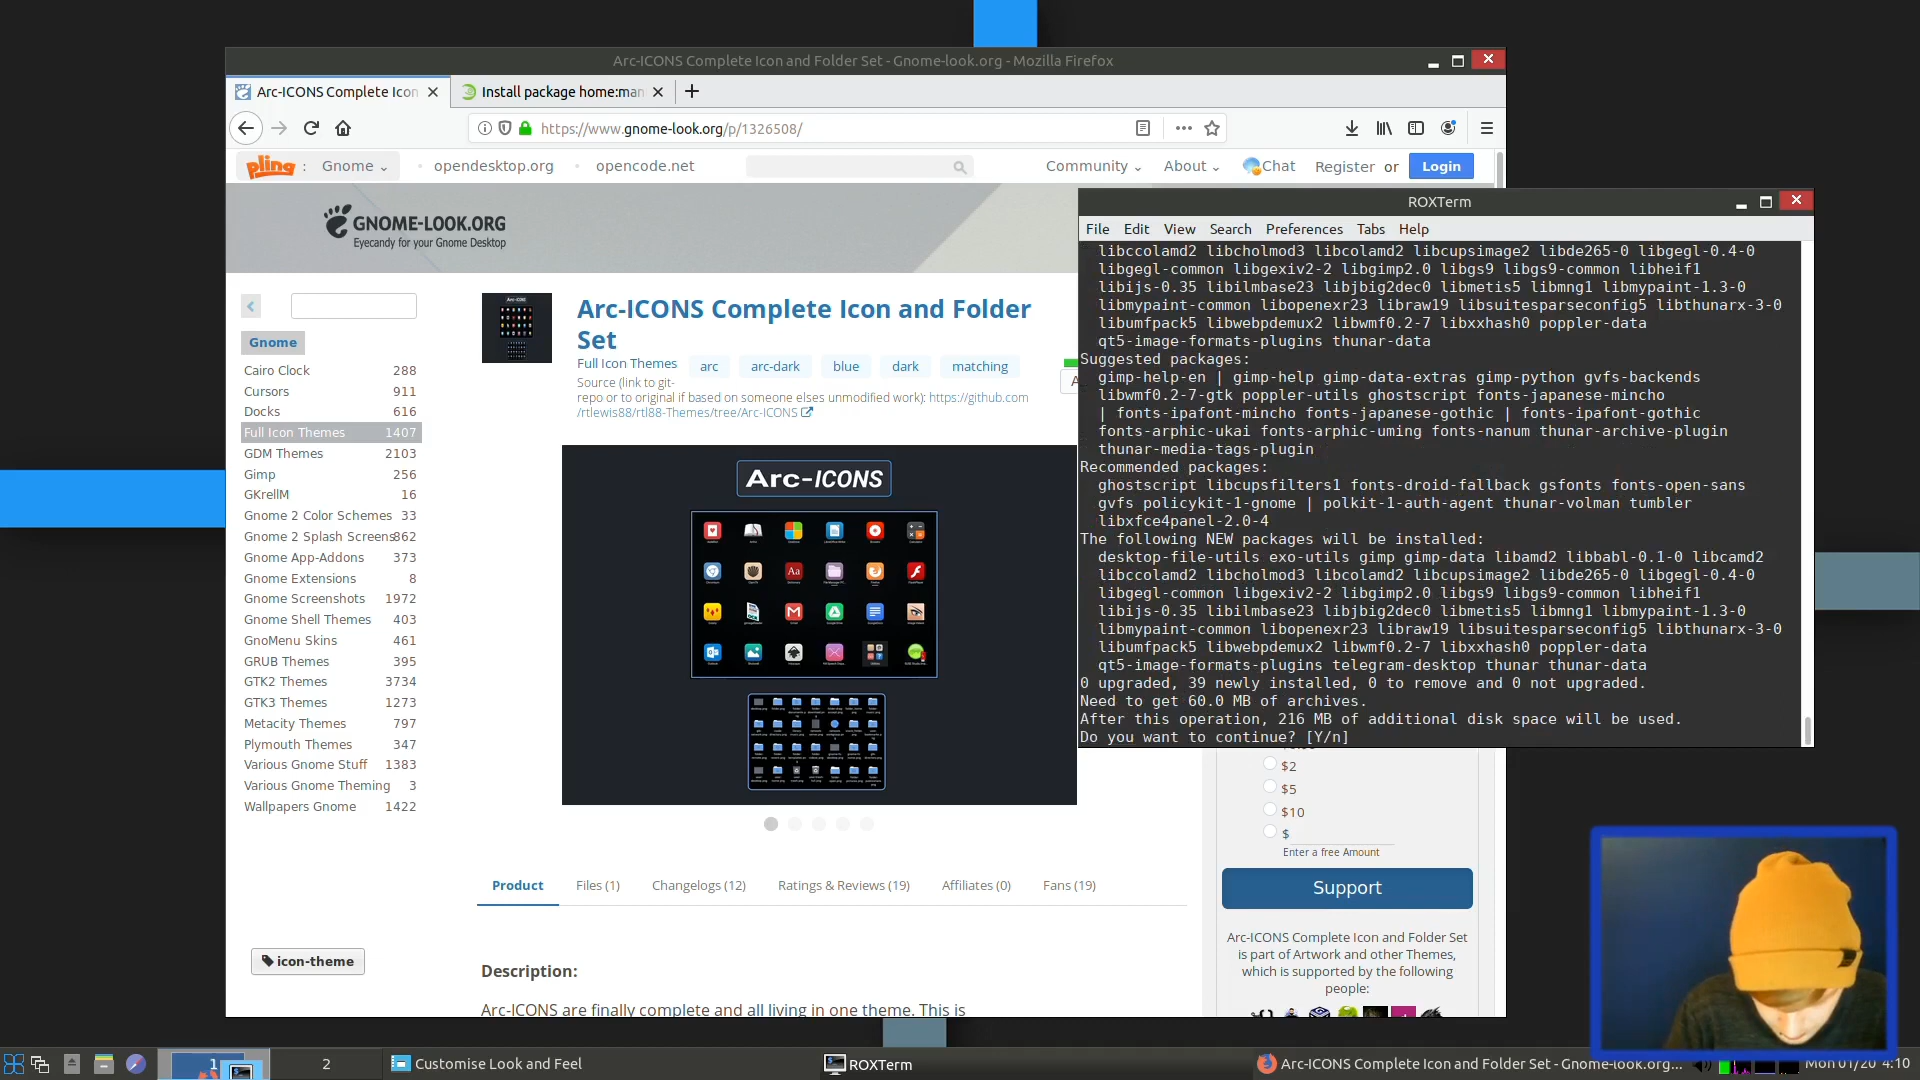 Arc-ICONS Complete Icon and Folder Set - Gnome-look.org - Mozilla Firefox
Arc-ICONS Complete Icon
Install package home:man
https://www.gnome-look.org/p/1326508/
pling : Gnome
opendesktop.org
opencode.net
Community
About
Chat
Register or
Login
GNOME-LOOK.ORG
Eyecandy for your Gnome Desktop
Gnome
Cairo Clock 288
Cursors 911
Docks 616
Full Icon Themes 1407
GDM Themes 2103
Gimp 256
GKrellM 16
Gnome 2 Color Schemes 33
Gnome 2 Splash Screens 862
Gnome App-Addons 373
Gnome Extensions 8
Gnome Screenshots 1972
Gnome Shell Themes 403
GnoMenu Skins 461
GRUB Themes 395
GTK2 Themes 3734
GTK3 Themes 1273
Metacity Themes 797
Plymouth Themes 347
Various Gnome Stuff 1383
Various Gnome Theming 3
Wallpapers Gnome 1422
icon-theme
Arc-ICONS Complete Icon and Folder
Set
Full Icon Themes arc arc-dark blue dark matching
Source (link to git-
repo or to original if based on someone elses unmodified work): https://github.com
/rtlewis88/rtl88-Themes/tree/Arc-ICONS
Arc-ICONS
Product
Files (1)
Changelogs (12)
Ratings & Reviews (19)
Affiliates (0)
Fans (19)
Description:
Arc-ICONS are finally complete and all living in one theme. This is
ROXTerm
File Edit View Search Preferences Tabs Help
libccolamd2 libcholmod3 libcolamd2 libcupsimage2 libde265-0 libgegl-0.4-0
libgegl-common libgexiv2-2 libgimp2.0 libgs9 libgs9-common libheif1
libijs-0.35 libilmbase23 libjbig2dec0 libmetis5 libmng1 libmypaint-1.3-0
libmypaint-common libopenexr23 libraw19 libsuitesparseconfig5 libthunarx-3-0
libumfpack5 libwebpdemux2 libwmf0.2-7 libxxhash0 poppler-data
qt5-image-formats-plugins thunar-data
Suggested packages:
gimp-help-en | gimp-help gimp-data-extras gimp-python gvfs-backends
libwmf0.2-7-gtk poppler-utils ghostscript fonts-japanese-mincho
| fonts-ipafont-mincho fonts-japanese-gothic | fonts-ipafont-gothic
fonts-arphic-ukai fonts-arphic-uming fonts-nanum thunar-archive-plugin
thunar-media-tags-plugin
Recommended packages:
ghostscript libcupsfilters1 fonts-droid-fallback gsfonts fonts-open-sans
gvfs policykit-1-gnome | polkit-1-auth-agent thunar-volman tumbler
libxfce4panel-2.0-4
The following NEW packages will be installed:
desktop-file-utils exo-utils gimp gimp-data libamd2 libbabl-0.1-0 libcamd2
libccolamd2 libcholmod3 libcolamd2 libcupsimage2 libde265-0 libgegl-0.4-0
libgegl-common libgexiv2-2 libgimp2.0 libgs9 libgs9-common libheif1
libijs-0.35 libilmbase23 libjbig2dec0 libmetis5 libmng1 libmypaint-1.3-0
libmypaint-common libopenexr23 libraw19 libsuitesparseconfig5 libthunarx-3-0
libumfpack5 libwebpdemux2 libwmf0.2-7 libxxhash0 poppler-data
qt5-image-formats-plugins telegram-desktop thunar thunar-data
0 upgraded, 39 newly installed, 0 to remove and 0 not upgraded.
Need to get 60.0 MB of archives.
After this operation, 216 MB of additional disk space will be used.
Do you want to continue? [Y/n]
$2
$5
$10
$
Enter a free Amount
Support
Arc-ICONS Complete Icon and Folder Set
is part of Artwork and other Themes,
which is supported by the following
people:
1
2
Customise Look and Feel
ROXTerm
Arc-ICONS Complete Icon and Folder Set - Gnome-look.org...
Mon 01/20 4:10